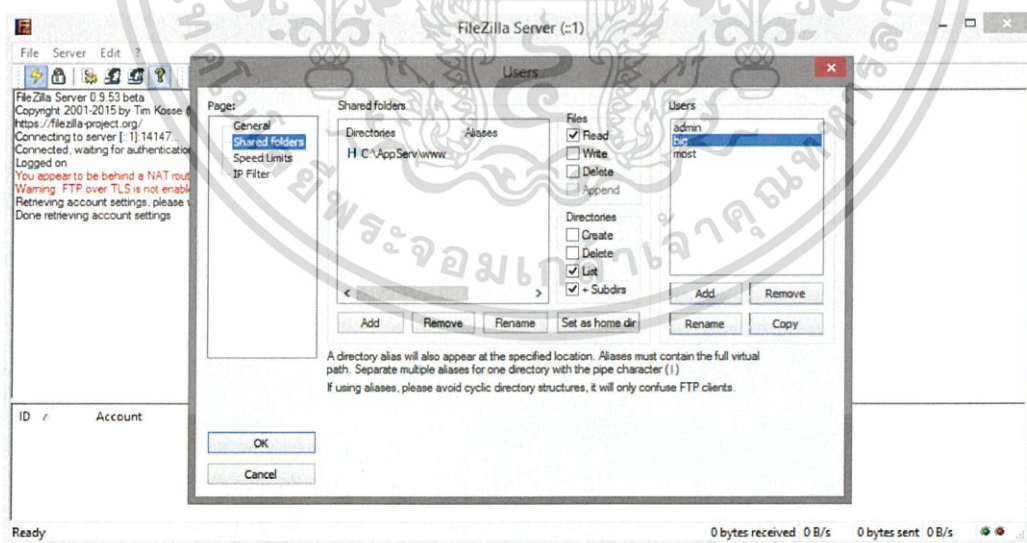 FileZilla Server (::1)
File Server Edit ?
FileZilla Server 0.9.53 beta
Copyright 2001-2015 by Tim Kosse
https://filezilla-project.org/
Connecting to server [::1]:14147...
Connected, waiting for authentication
Logged on
You appear to be behind a NAT
Warning: FTP over TLS is not
Retrieving account settings, please
Done retrieving account settings
Users
Page:
General
Shared folders
Speed Limits
IP Filter
Shared folders
Directories Aliases
H C:\AppServ\www
Files
Read
Write
Delete
Append
Directories
Create
Delete
List
+ Subdirs
Users
admin
big
most
Add Remove Rename Set as home dir
Add Remove
Rename Copy
A directory alias will also appear at the specified location. Aliases must contain the full virtual
path. Separate multiple aliases for one directory with the pipe character (|)
If using aliases, please avoid cyclic directory structures, it will only confuse FTP clients.
OK
Cancel
ID / Account
Ready 0 bytes received 0 B/s 0 bytes sent 0 B/s